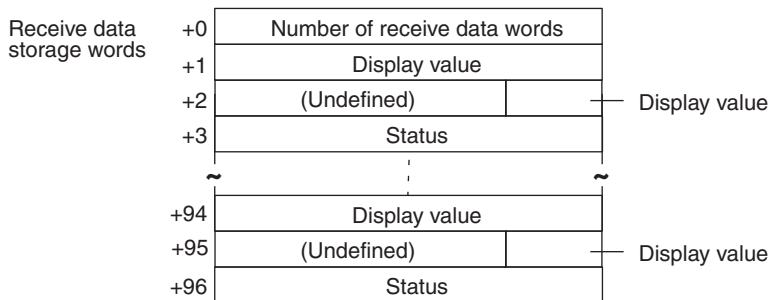 Receive data
storage words
+0 Number of receive data words
+1 Display value
+2 (Undefined) Display value
+3 Status
+94 Display value
+95 (Undefined) Display value
+96 Status